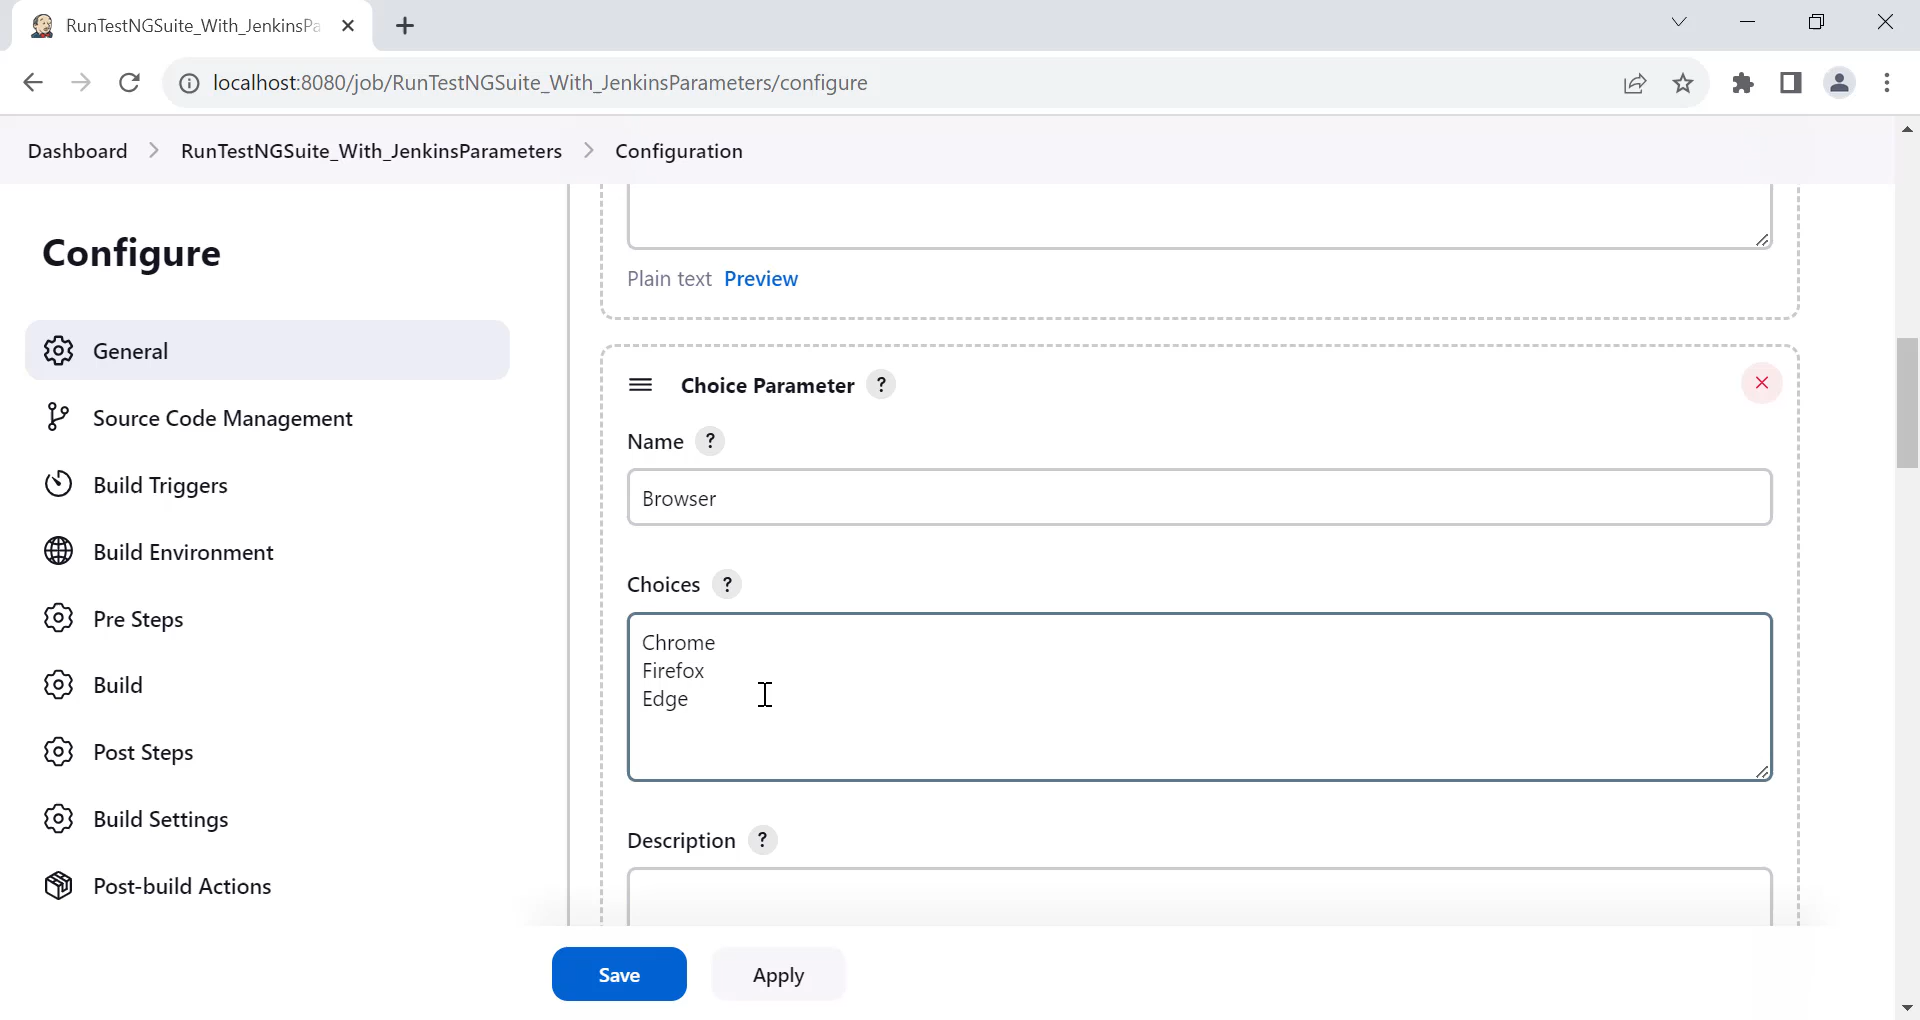 RunTestNGSuite_With_JenkinsPa
localhost:8080/job/RunTestNGSuite_With_JenkinsParameters/configure
Dashboard RunTestNGSuite_With_JenkinsParameters Configuration
Configure
General
Source Code Management
Build Triggers
Build Environment
Pre Steps
Build
Post Steps
Build Settings
Post-build Actions
Plain text Preview
Choice Parameter ?
Name ?
Browser
Choices ?
Chrome
Firefox
Edge
Description ?
Save Apply